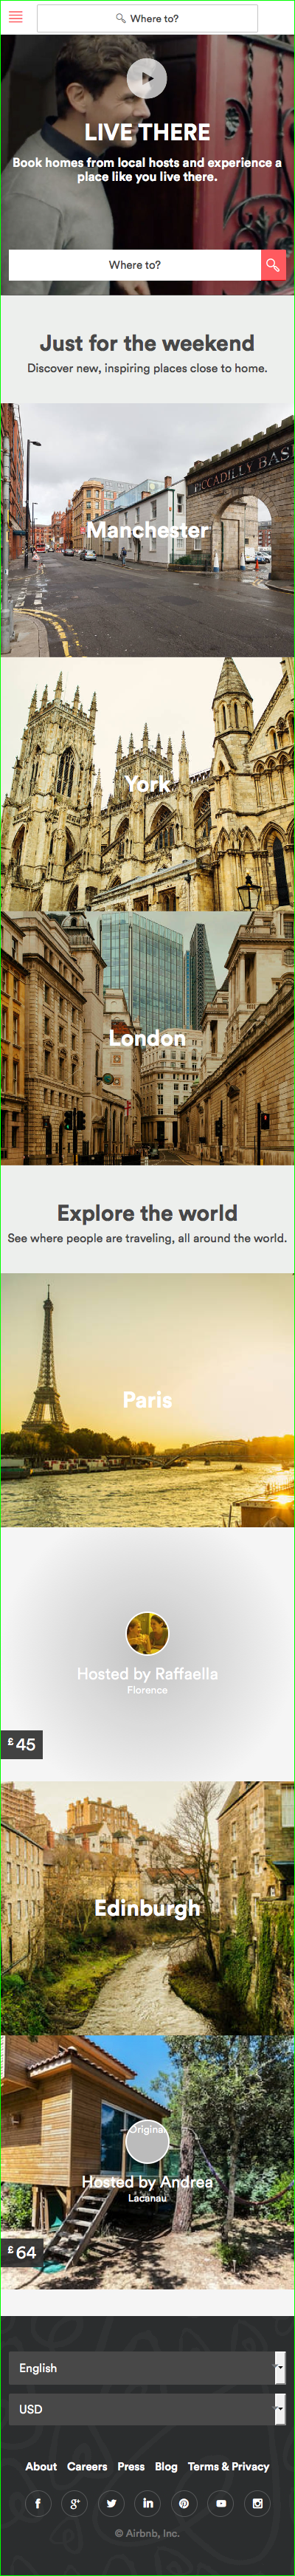 Where to?
LIVE THERE
Book homes from local hosts and experience a
place like you live there.
Where to?
Just for the weekend
Discover new, inspiring places close to home.
PICCADILLY BAS
Manchester
York
London
Explore the world
See where people are traveling, all around the world.
Paris
Hosted by Raffaella
Florence
£45
Edinburgh
Original
Hosted by Andrea
Lacanau
£64
English
USD
About Careers Press Blog Terms & Privacy
© Airbnb, Inc.